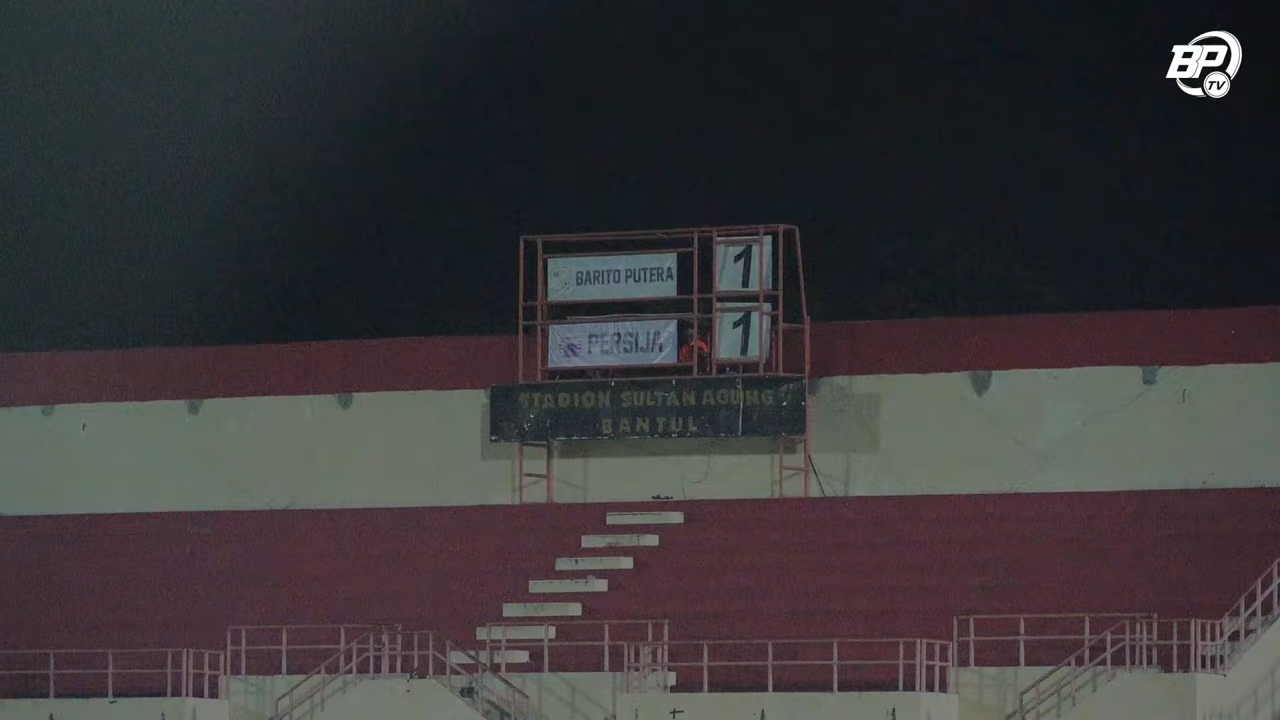 BP
TV
BARITO PUTERA 1
PERSIJA 1
STADION SULTAN AGUNG
BANTUL